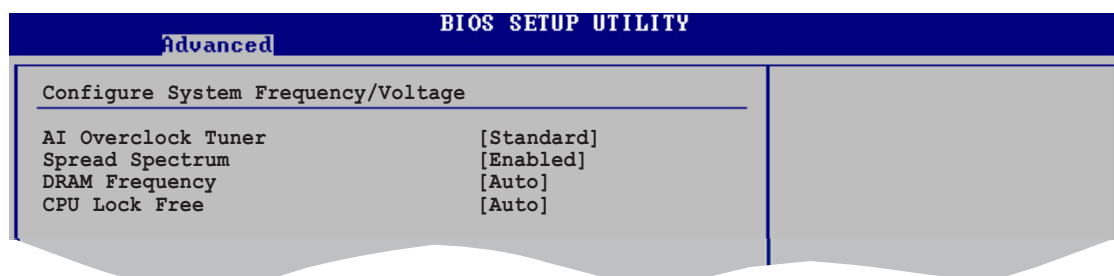 BIOS SETUP UTILITY
Advanced
Configure System Frequency/Voltage
AI Overclock Tuner [Standard]
Spread Spectrum [Enabled]
DRAM Frequency [Auto]
CPU Lock Free [Auto]